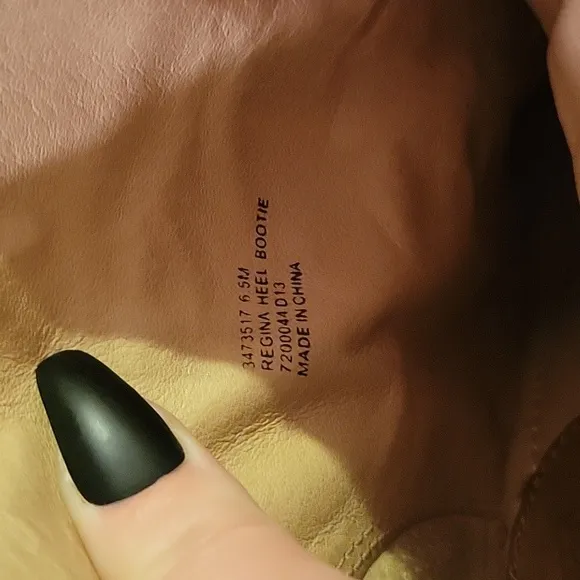 3473517 6.5M
REGINA HEEL BOOTIE
7200044 D13
MADE IN CHINA